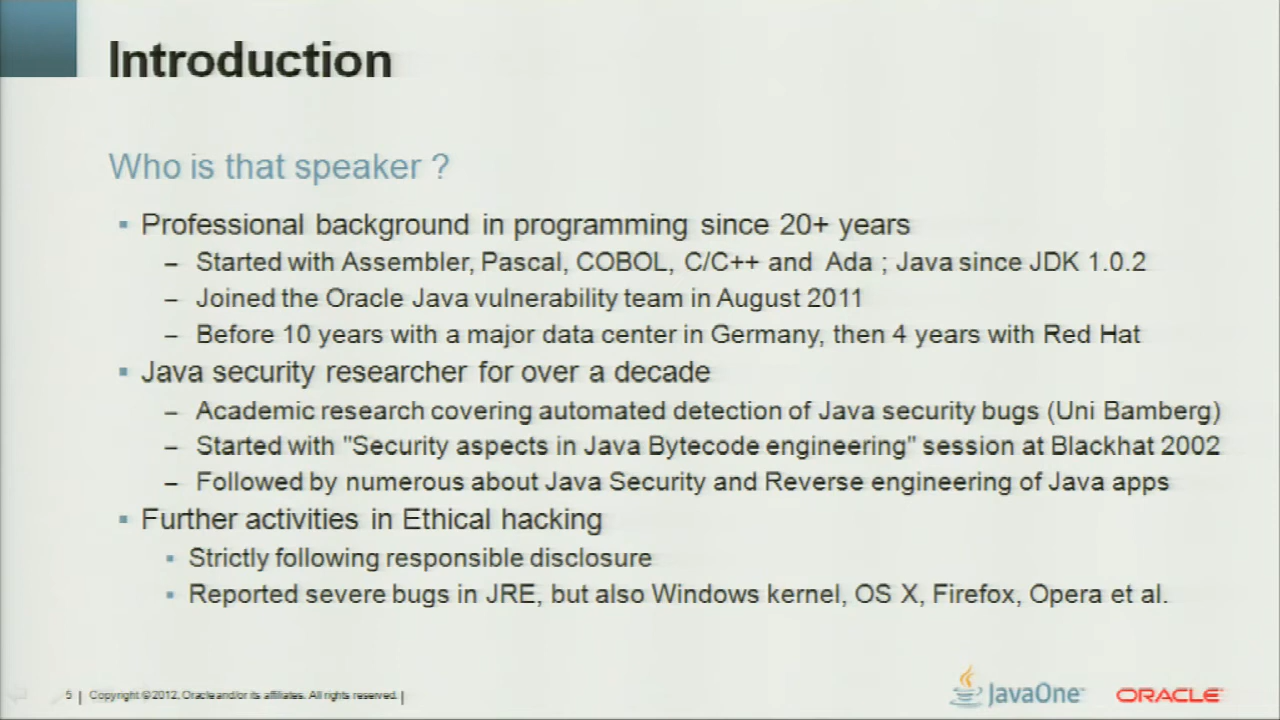 Introduction
Who is that speaker ?
Professional background in programming since 20+ years
– Started with Assembler, Pascal, COBOL, C/C++ and Ada ; Java since JDK 1.0.2
– Joined the Oracle Java vulnerability team in August 2011
– Before 10 years with a major data center in Germany, then 4 years with Red Hat
Java security researcher for over a decade
– Academic research covering automated detection of Java security bugs (Uni Bamberg)
– Started with "Security aspects in Java Bytecode engineering" session at Blackhat 2002
– Followed by numerous about Java Security and Reverse engineering of Java apps
Further activities in Ethical hacking
Strictly following responsible disclosure
Reported severe bugs in JRE, but also Windows kernel, OS X, Firefox, Opera et al.
5 | Copyright © 2012, Oracle and/or its affiliates. All rights reserved. |
JavaOne
ORACLE